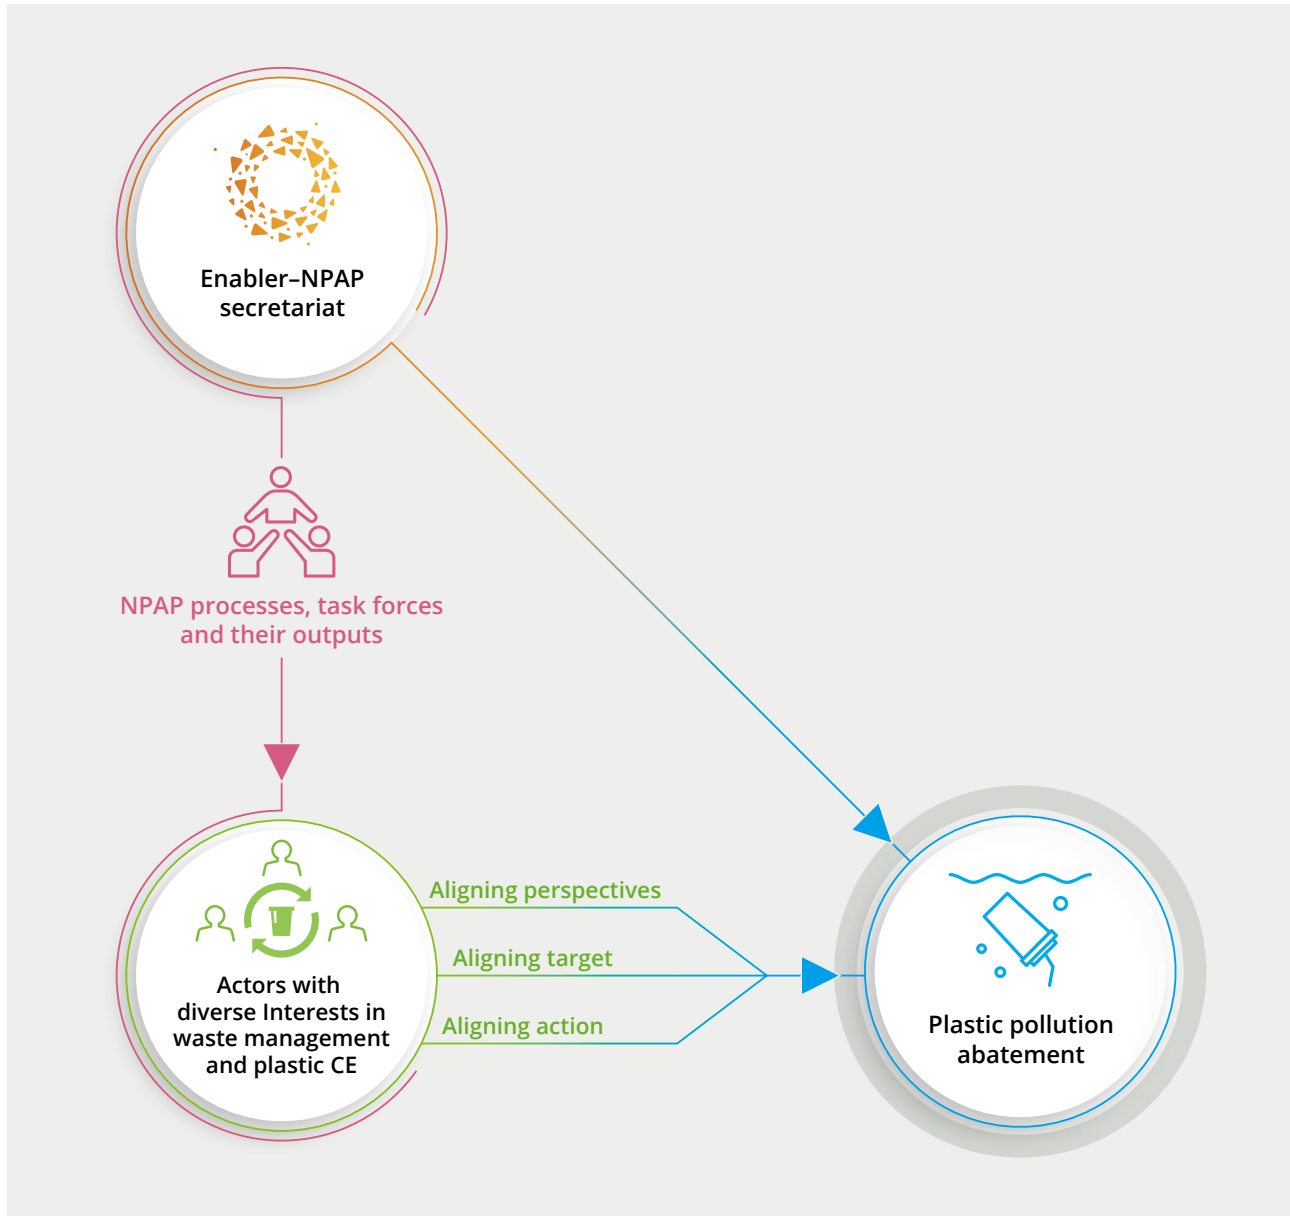 Enabler–NPAP
secretariat
NPAP processes, task forces
and their outputs
Aligning perspectives
Aligning target
Aligning action
Actors with
diverse Interests in
waste management
and plastic CE
Plastic pollution
abatement